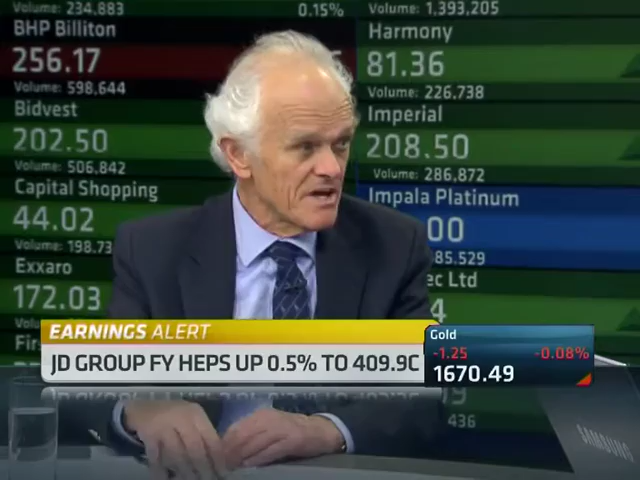 Volume: 234,883
0.15%
BHP Billiton
256.17
Volume: 598,644
Bidvest
202.50
Volume: 506,842
Capital Shopping
44.02
Volume: 198.73
Exxaro
172.03
Volume: 1,393,205
Harmony
81.36
Volume: 226,738
Imperial
208.50
Volume: 286,872
Impala Platinum
00
85.529
ec Ltd
4
EARNINGS ALERT
JD GROUP FY HEPS UP 0.5% TO 409.9C
Gold
-1.25 -0.08%
1670.49
436
SAMSUNG